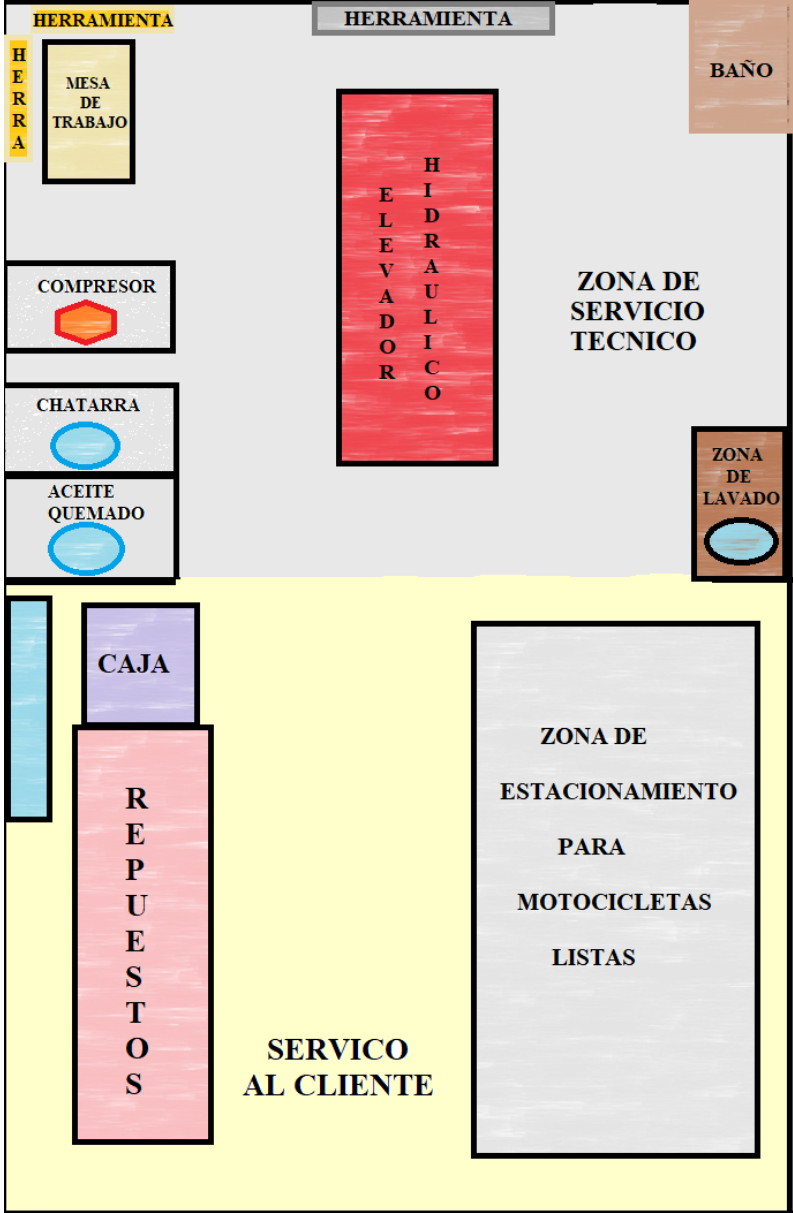 HERRAMIENTA
HERRAMIENTA
BAÑO
HERRA
MESA
DE
TRABAJO
ELEVADOR
HIDRAULICO
COMPRESOR
ZONA DE
SERVICIO
TECNICO
CHATARRA
ACEITE
QUEMADO
ZONA
DE
LAVADO
CAJA
REPUESTOS
ZONA DE
ESTACIONAMIENTO
PARA
MOTOCICLETAS
LISTAS
SERVICO
AL CLIENTE